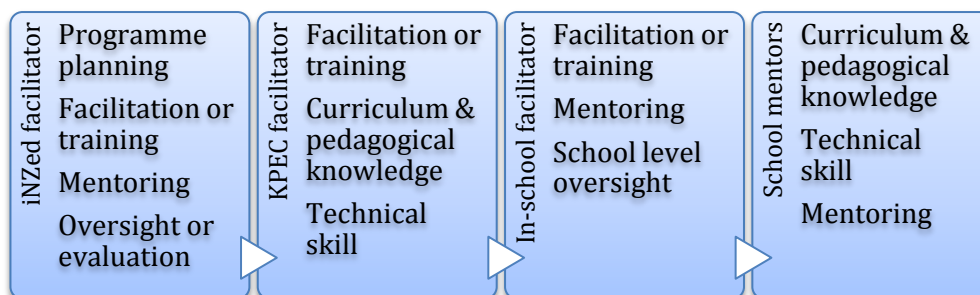 iNZed facilitator
Programme
planning
Facilitation or
training
Mentoring
Oversight or
evaluation
KPEC facilitator
Facilitation or
training
Curriculum &
pedagogical
knowledge
Technical
skill
In-school facilitator
Facilitation or
training
Mentoring
School level
oversight
School mentors
Curriculum &
pedagogical
knowledge
Technical
skill
Mentoring